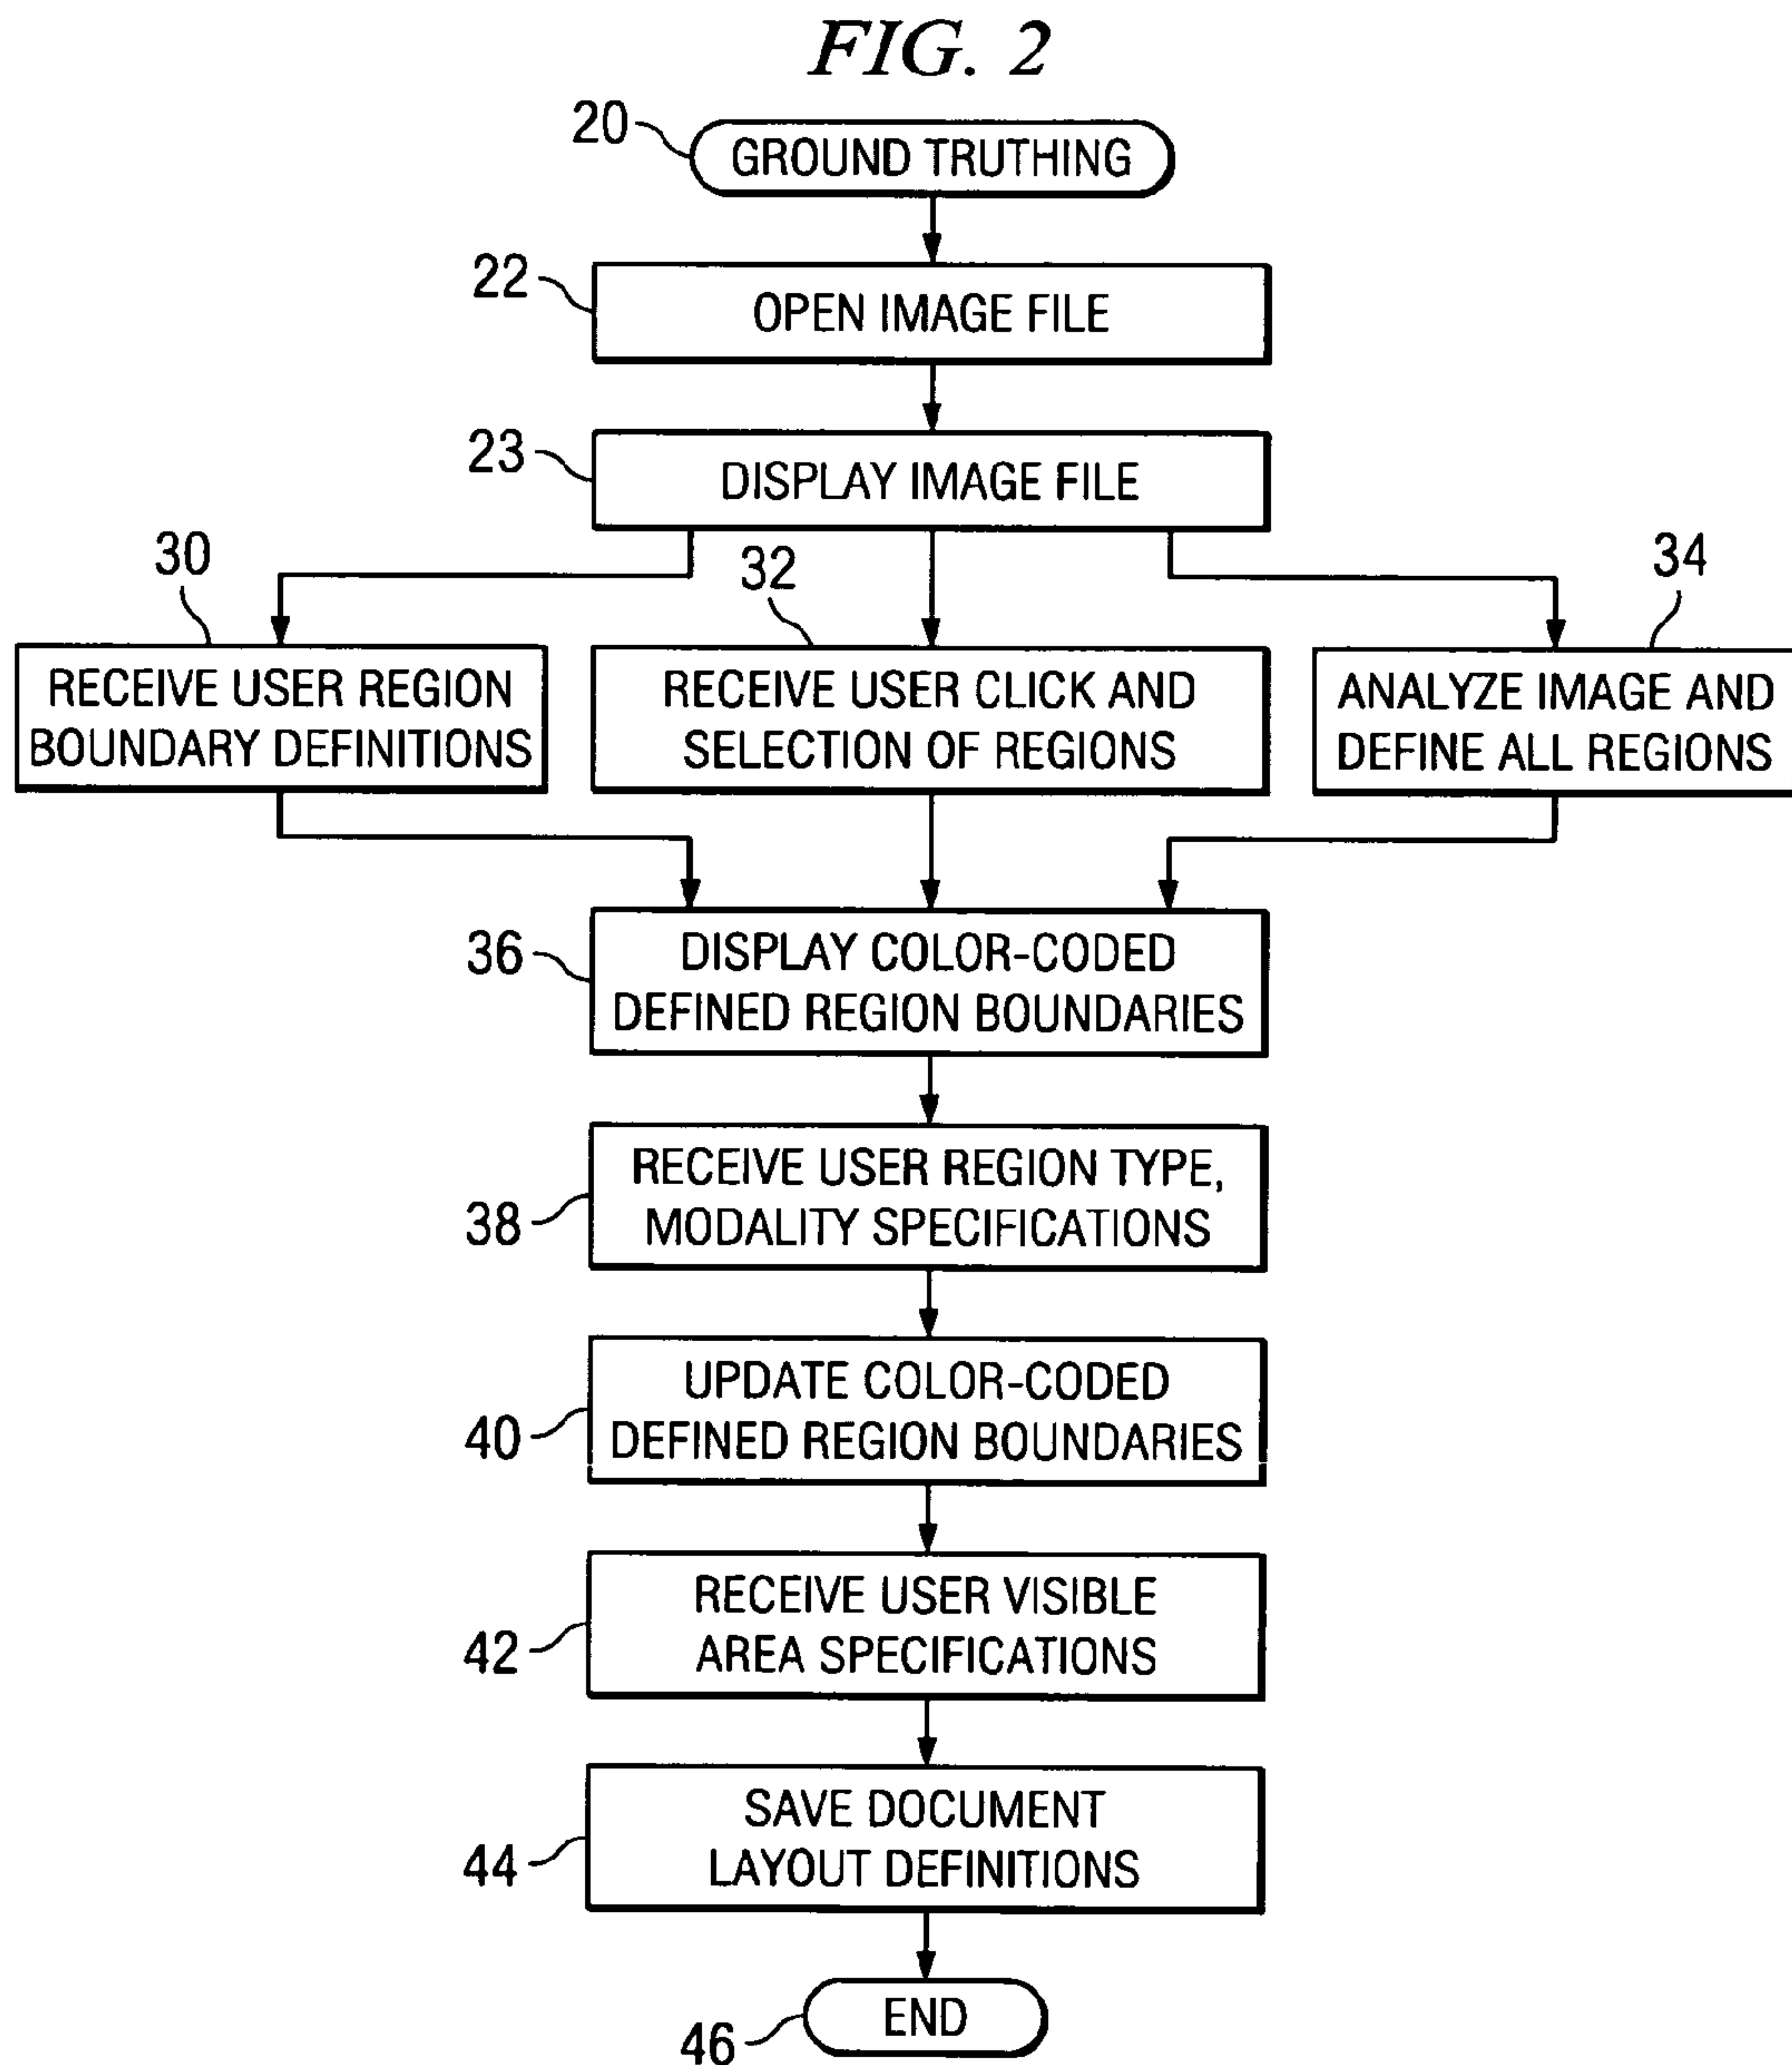 FIG. 2
20
GROUND TRUTHING
22
OPEN IMAGE FILE
23
DISPLAY IMAGE FILE
30
32
34
RECEIVE USER REGION
BOUNDARY DEFINITIONS
RECEIVE USER CLICK AND
SELECTION OF REGIONS
ANALYZE IMAGE AND
DEFINE ALL REGIONS
36
DISPLAY COLOR-CODED
DEFINED REGION BOUNDARIES
38
RECEIVE USER REGION TYPE,
MODALITY SPECIFICATIONS
40
UPDATE COLOR-CODED
DEFINED REGION BOUNDARIES
42
RECEIVE USER VISIBLE
AREA SPECIFICATIONS
44
SAVE DOCUMENT
LAYOUT DEFINITIONS
46
END